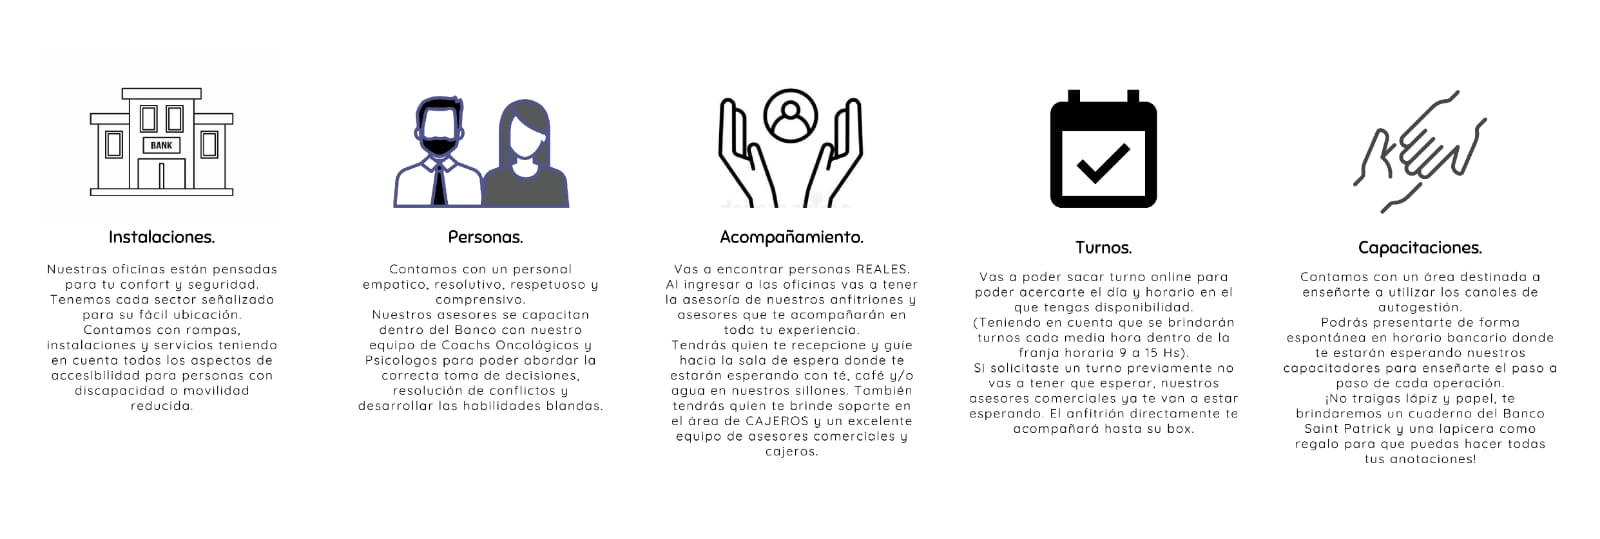 BANK
Instalaciones.
Nuestras oficinas están pensadas
para tu confort y seguridad.
Tenemos cada sector señalizado
para su fácil ubicación.
Contamos con rampas,
instalaciones y servicios teniendo
en cuenta todos los aspectos de
accesibilidad para personas con
discapacidad o movilidad
reducida.
Personas.
Contamos con un personal
empatico, resolutivo, respetuoso y
comprensivo.
Nuestros asesores se capacitan
dentro del Banco con nuestro
equipo de Coachs Oncológicos y
Psicologos para poder abordar la
correcta toma de decisiones,
resolución de conflictos y
desarrollar las habilidades blandas.
Acompañamiento.
Vas a encontrar personas REALES.
Al ingresar a las oficinas vas a tener
la asesoría de nuestros anfitriones y
asesores que te acompañarán en
toda tu experiencia.
Tendrás quien te recepcione y guíe
hacia la sala de espera donde te
estarán esperando con té, café y/o
agua en nuestros sillones. También
tendrás quien te brinde soporte en
el área de CAJEROS y un excelente
equipo de asesores comerciales y
cajeros.
Turnos.
Vas a poder sacar turno online para
poder acercarte el día y horario en el
que tengas disponibilidad.
(Teniendo en cuenta que se brindarán
turnos cada media hora dentro de la
franja horaria 9 a 15 Hs).
Si solicitaste un turno previamente no
vas a tener que esperar, nuestros
asesores comerciales ya te van a estar
esperando. El anfitrión directamente te
acompañará hasta su box.
Capacitaciones.
Contamos con un área destinada a
enseñarte a utilizar los canales de
autogestión.
Podrás presentarte de forma
espontánea en horario bancario donde
te estarán esperando nuestros
capacitadores para enseñarte el paso a
paso de cada operación.
¡No traigas lápiz y papel, te
brindaremos un cuaderno del Banco
Saint Patrick y una lapicera como
regalo para que puedas hacer todas
tus anotaciones!